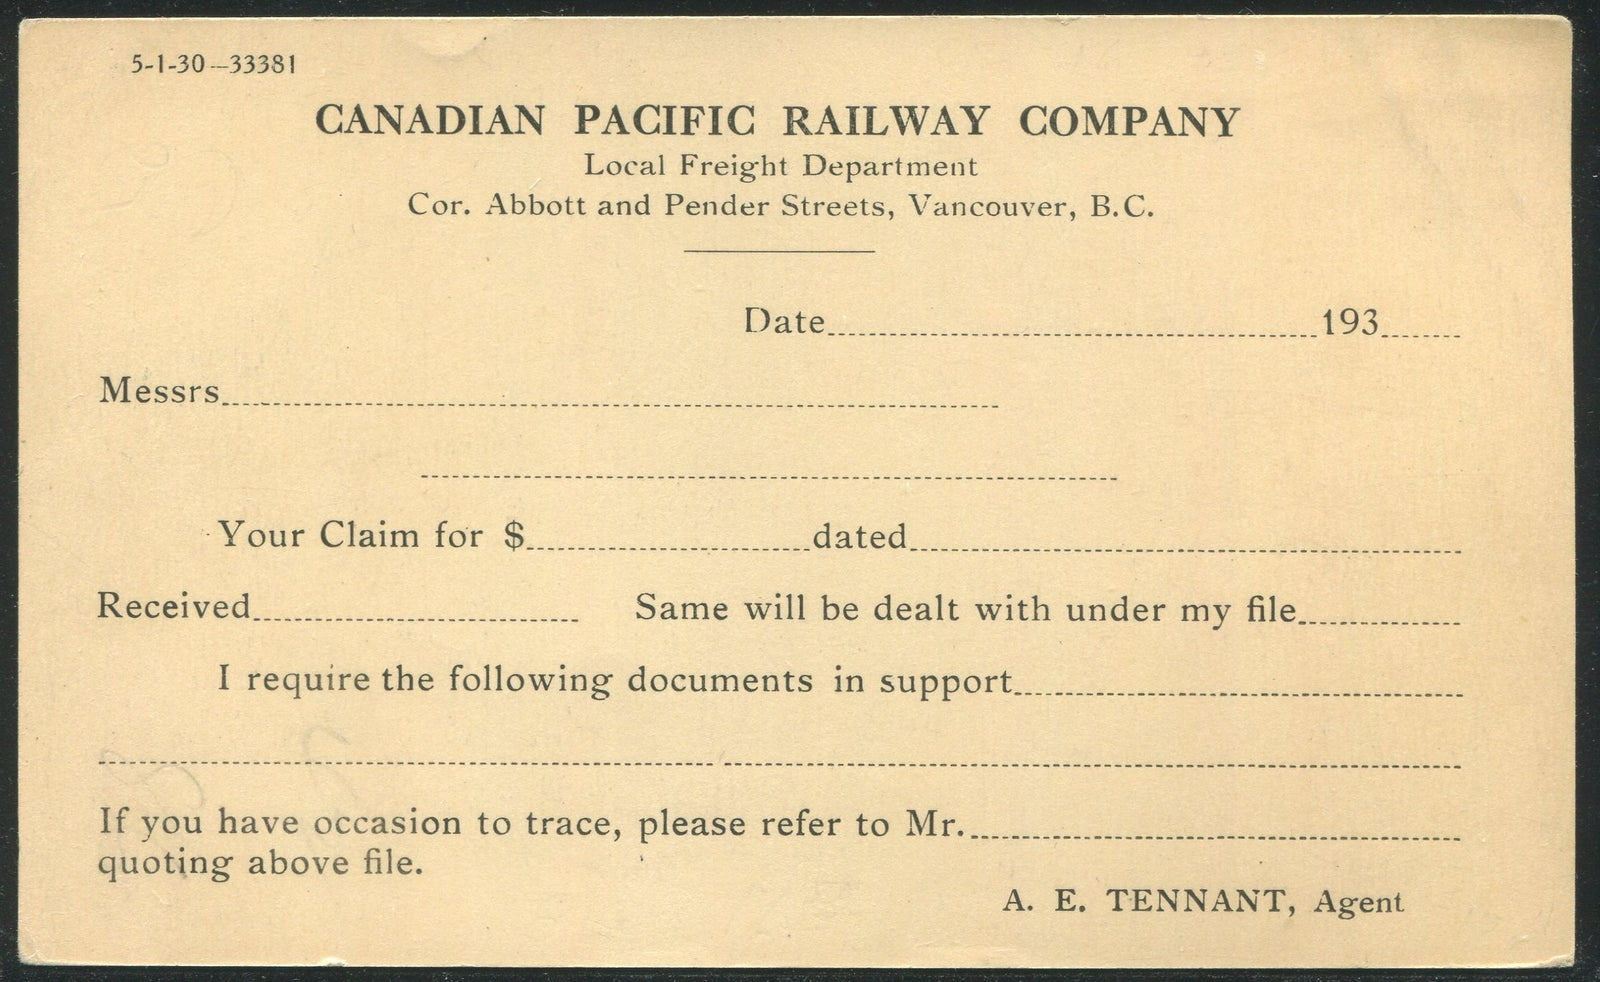 5-1-30--33381
CANADIAN PACIFIC RAILWAY COMPANY
Local Freight Department
Cor. Abbott and Pender Streets, Vancouver, B.C.
Date 193
Messrs
Your Claim for $ dated
Received Same will be dealt with under my file
I require the following documents in support
If you have occasion to trace, please refer to Mr.
quoting above file.
A. E. TENNANT, Agent